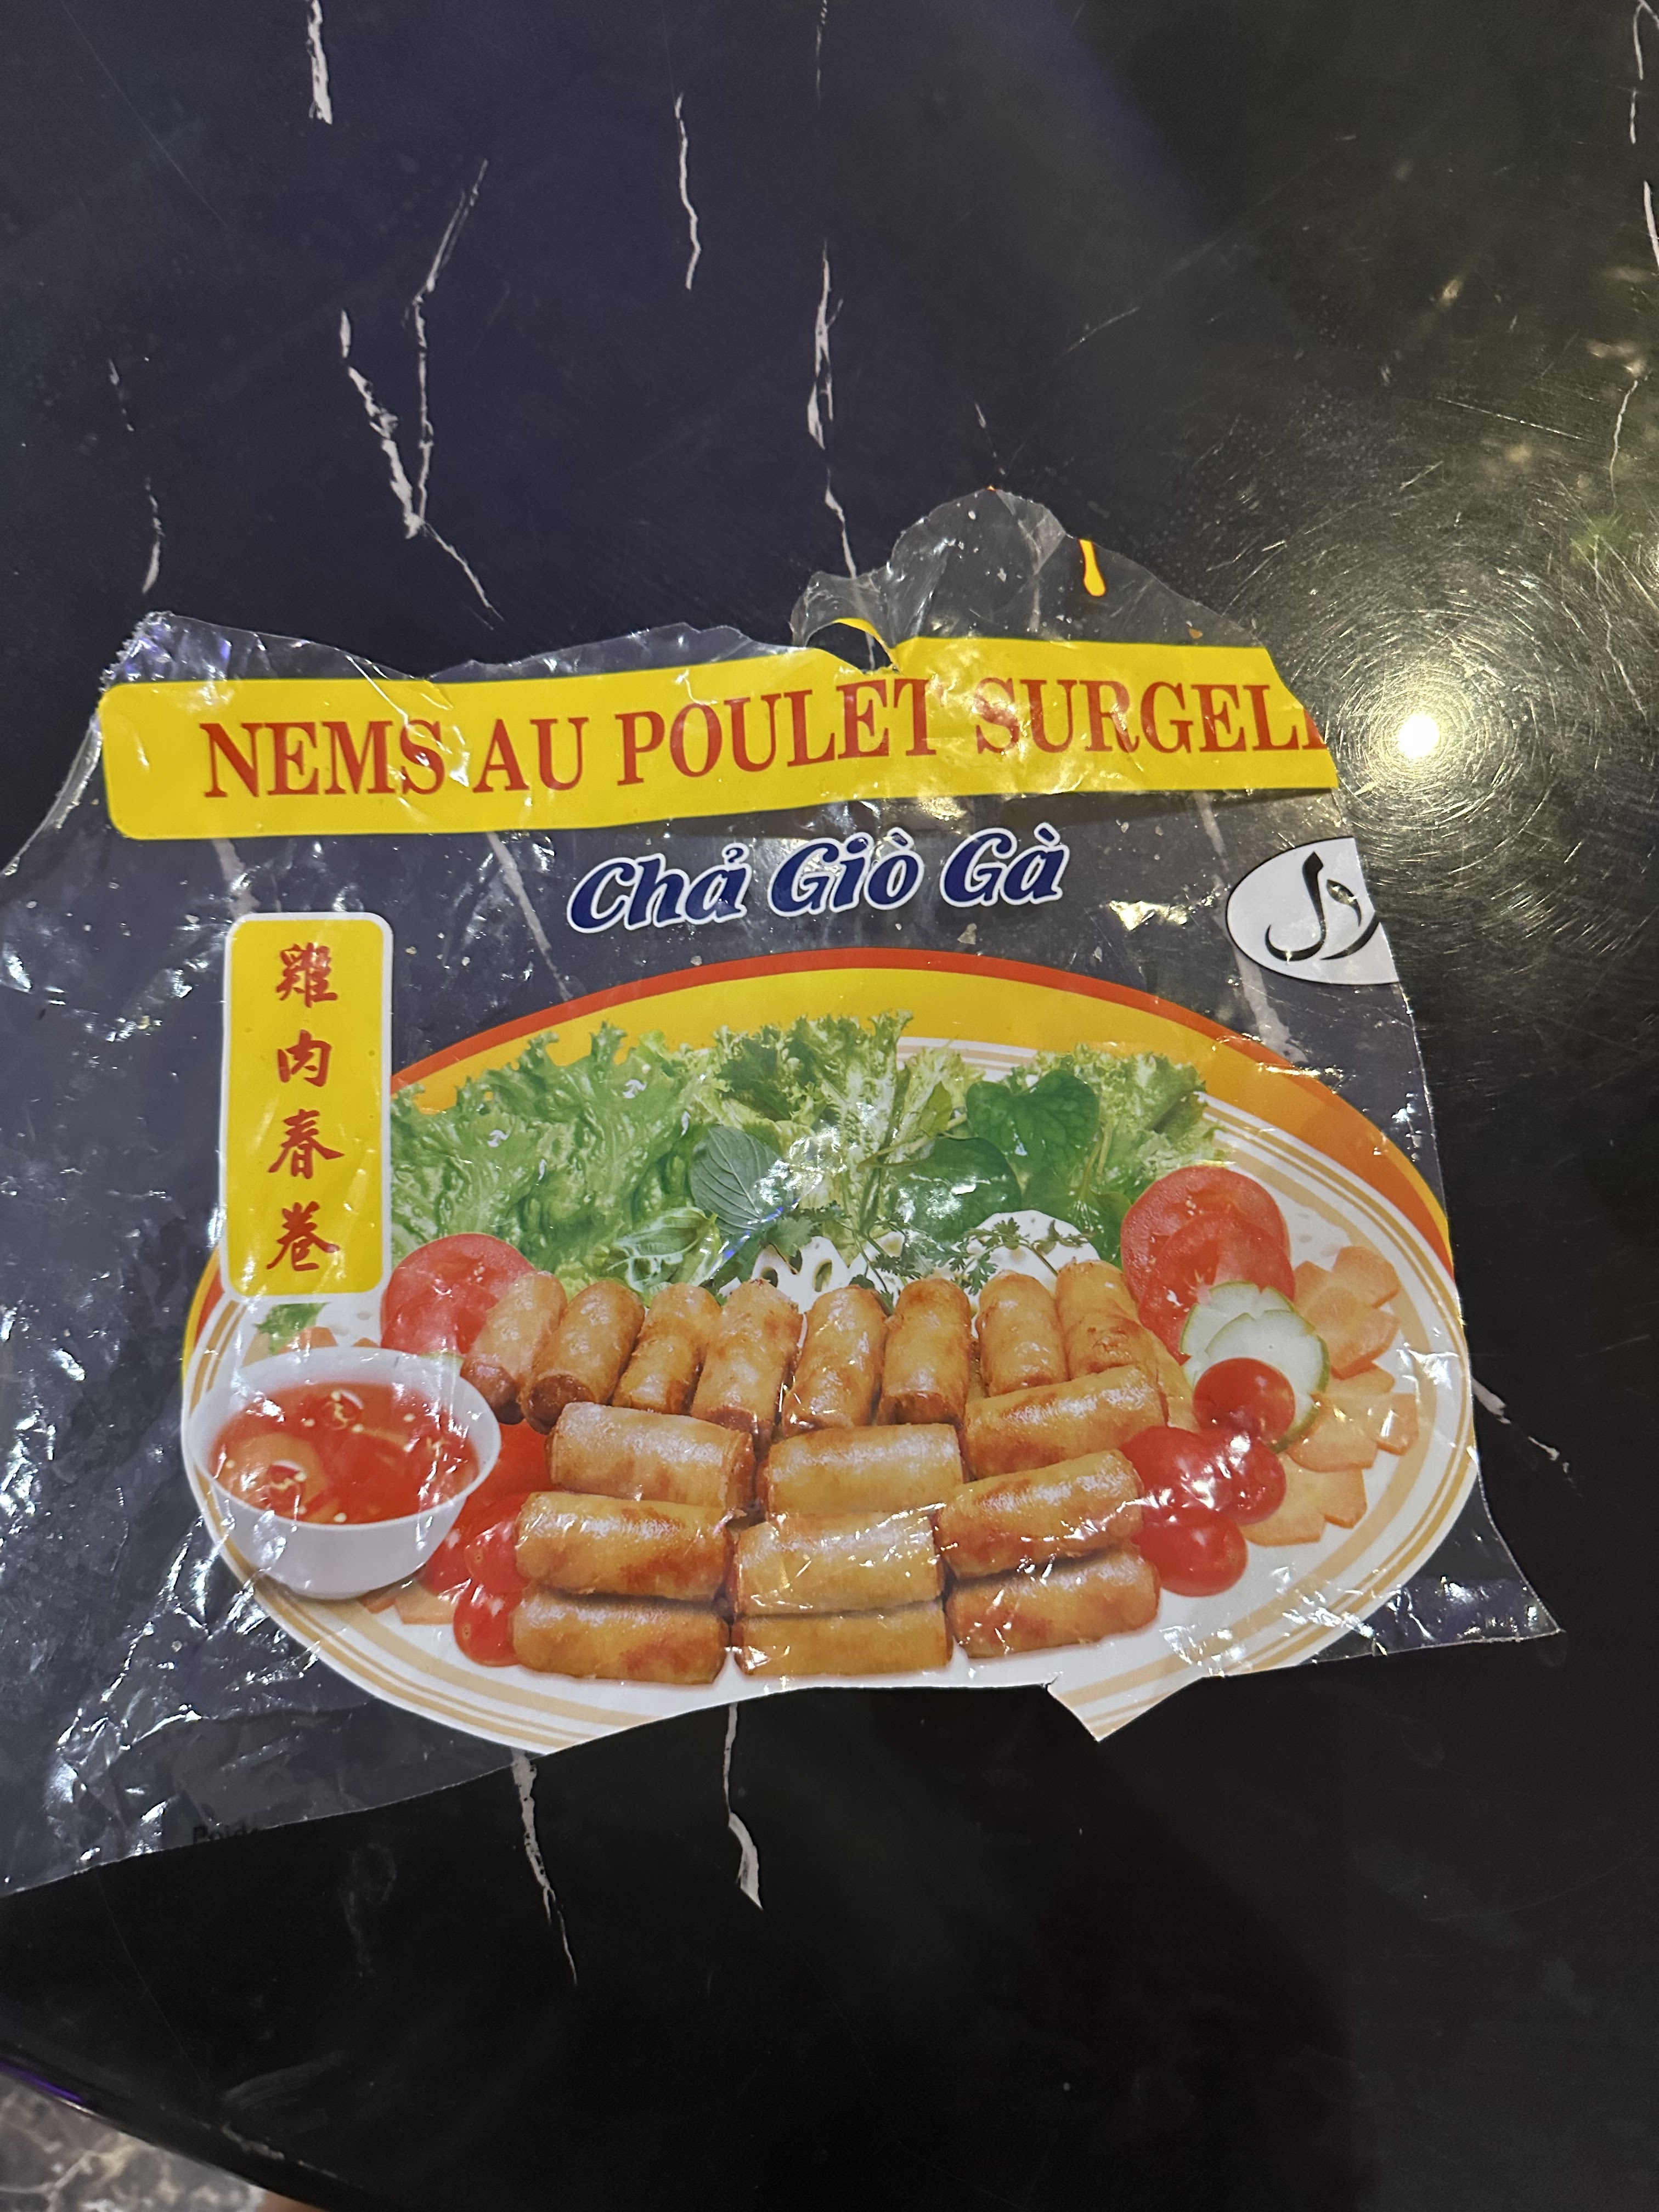 NEMS AU POULET SURGEL
Chả Giò Gà
雞
肉
春
卷